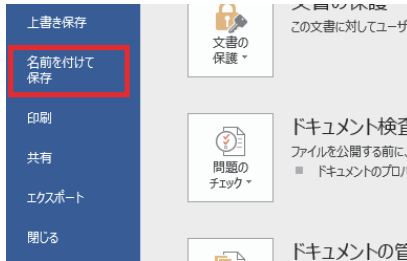 上書き保存
名前を付けて
保存
印刷
共有
エクスポート
閉じる
文書の
保護
この文書に対してユーザ
問題の
チェック
ドキュメント検査
ファイルを公開する前に、
■ ドキュメントのプロパ
ドキュメントの管